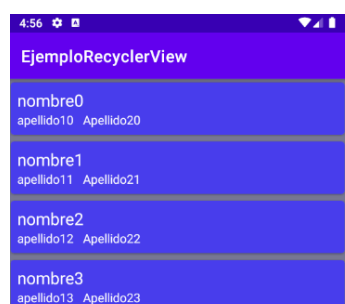 4:56
EjemploRecyclerView
nombre0
apellido10 Apellido20
nombre1
apellido11 Apellido21
nombre2
apellido12 Apellido22
nombre3
apellido13 Apellido23